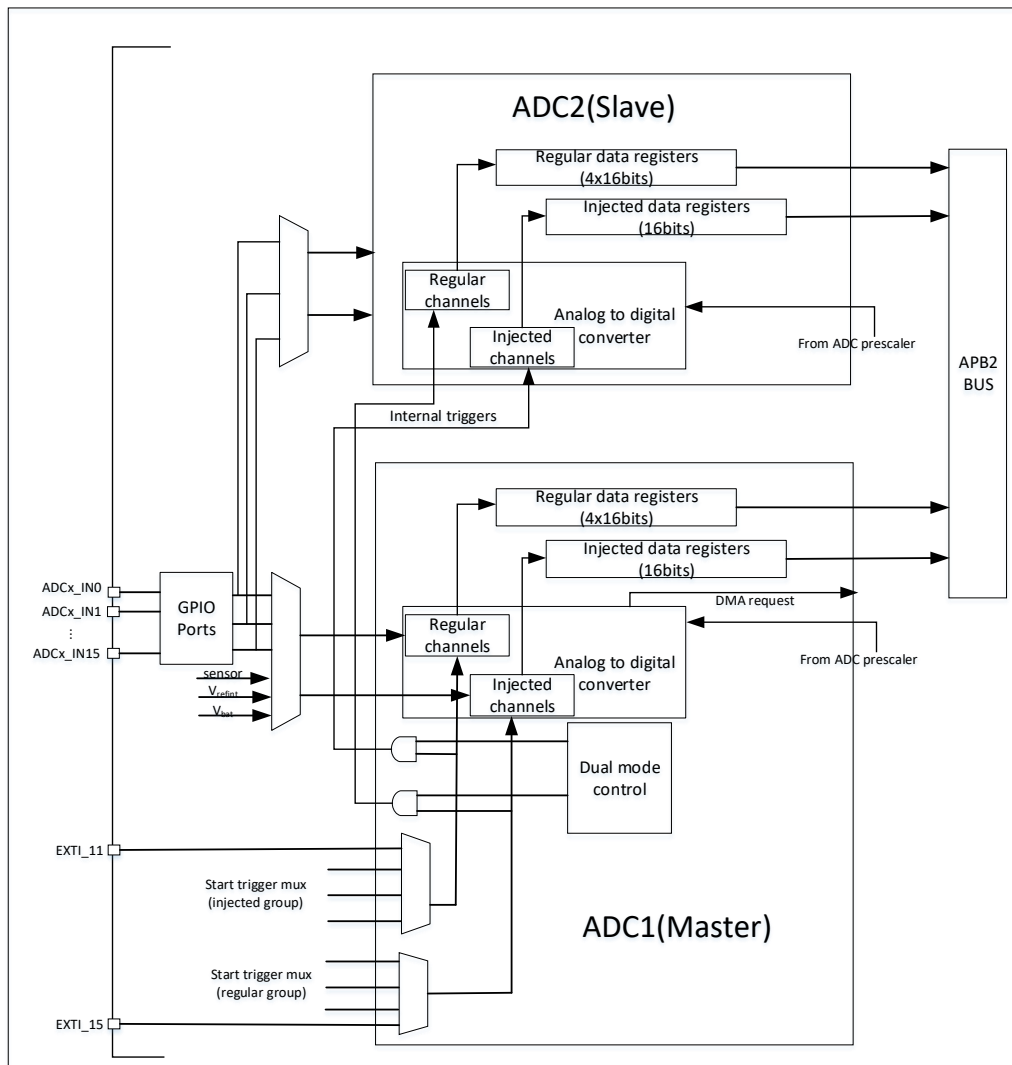 ADC2(Slave)
Regular data registers
(4x16bits)
Injected data registers
(16bits)
Regular
channels
Analog to digital
converter
Injected
channels
From ADC prescaler
APB2
BUS
Internal triggers
Regular data registers
(4x16bits)
Injected data registers
(16bits)
DMA request
ADCx_IN0
ADCx_IN1
...
ADCx_IN15
GPIO
Ports
Regular
channels
Analog to digital
converter
Injected
channels
From ADC prescaler
sensor
Vrefint
Vbat
Dual mode
control
EXTI_11
Start trigger mux
(injected group)
ADC1(Master)
Start trigger mux
(regular group)
EXTI_15